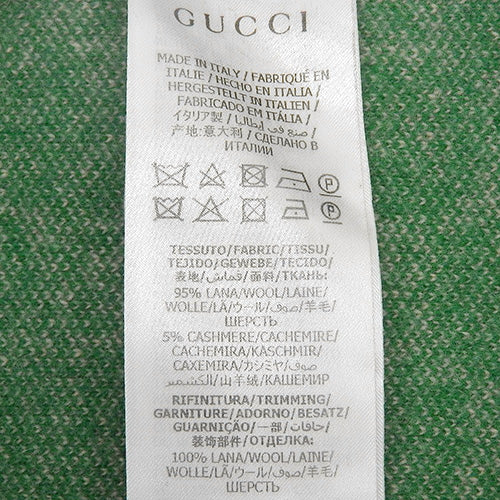 GUCCI
MADE IN ITALY / FABRIQUÉ EN
ITALIE / HECHO EN ITALIA /
HERGESTELLT IN ITALIEN /
FABRICADO EM ITÁLIA /
イタリア製 / صنع في إيطاليا /
产地:意大利 / СДЕЛАНО В
ИТАЛИИ
P
P
TESSUTO/FABRIC/TISSU/
TEJIDO/GEWEBE/TECIDO/
表地/قماش/面料/ТКАНЬ:
95% LANA/WOOL/LAINE/
WOLLE/LÃ/ウール/صوف/羊毛/
ШЕРСТЬ
5% CASHMERE/CACHEMIRE/
CACHEMIRA/KASCHMIR/
CAXEMIRA/カシミヤ/صوف
الكشمير/山羊绒/КАШЕМИР
RIFINITURA/TRIMMING/
GARNITURE/ADORNO/BESATZ/
GUARNIÇÃO/一部/حافات/
装饰部件/ОТДЕЛКА:
100% LANA/WOOL/LAINE/
WOLLE/LÃ/ウール/صوف/羊毛/
ШЕРСТЬ